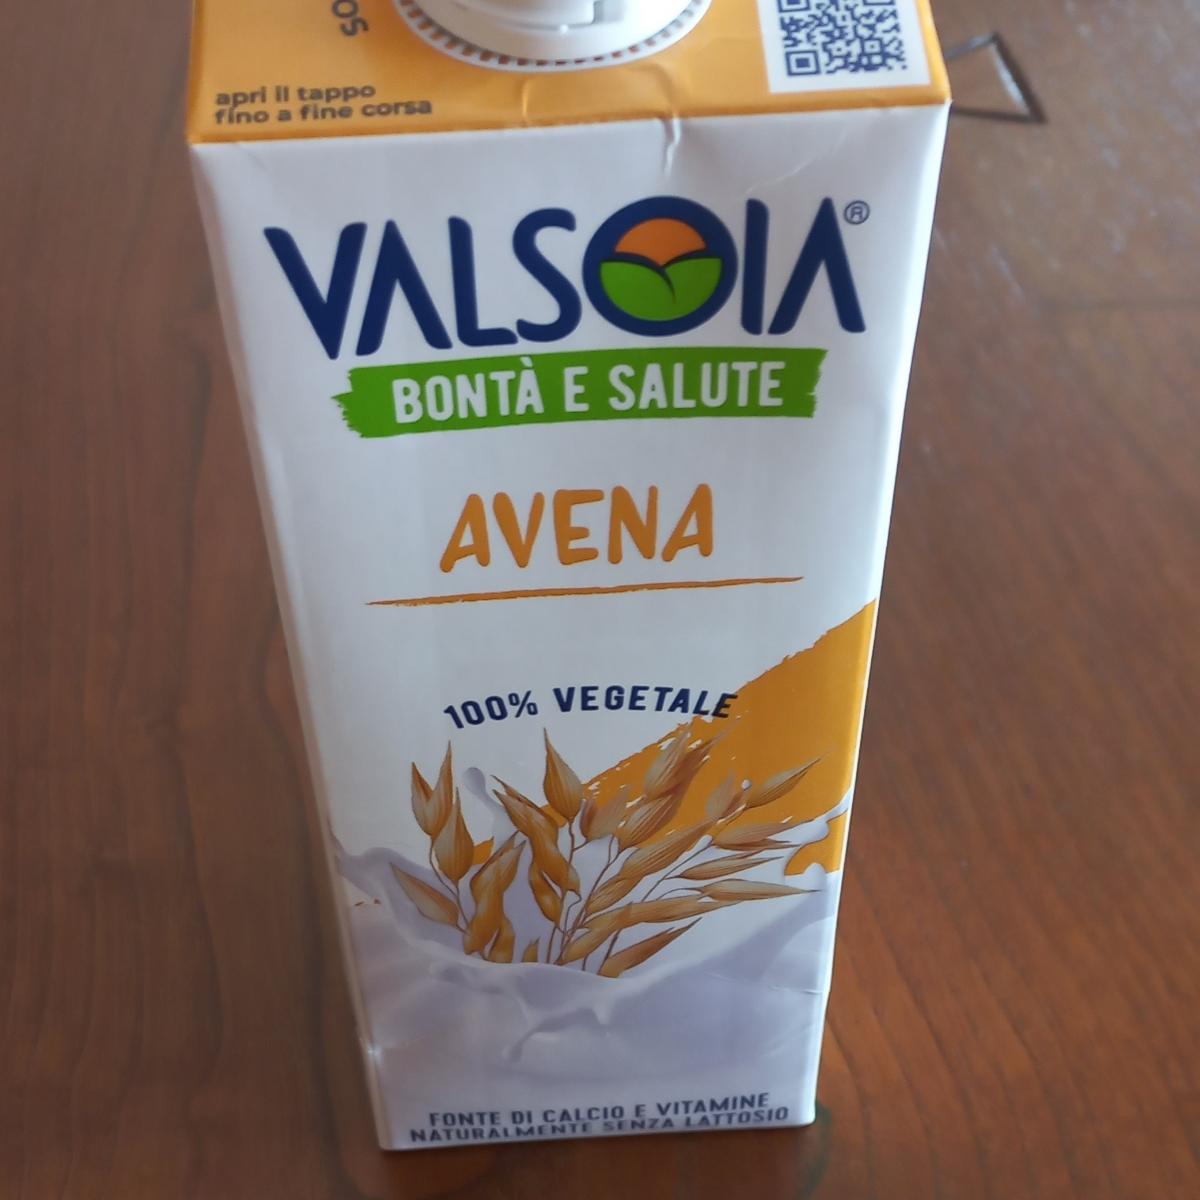 SOS
apri il tappo
fino a fine corsa
VALSOIA®
BONTÀ E SALUTE
AVENA
100% VEGETALE
FONTE DI CALCIO E VITAMINE
NATURALMENTE SENZA LATTOSIO